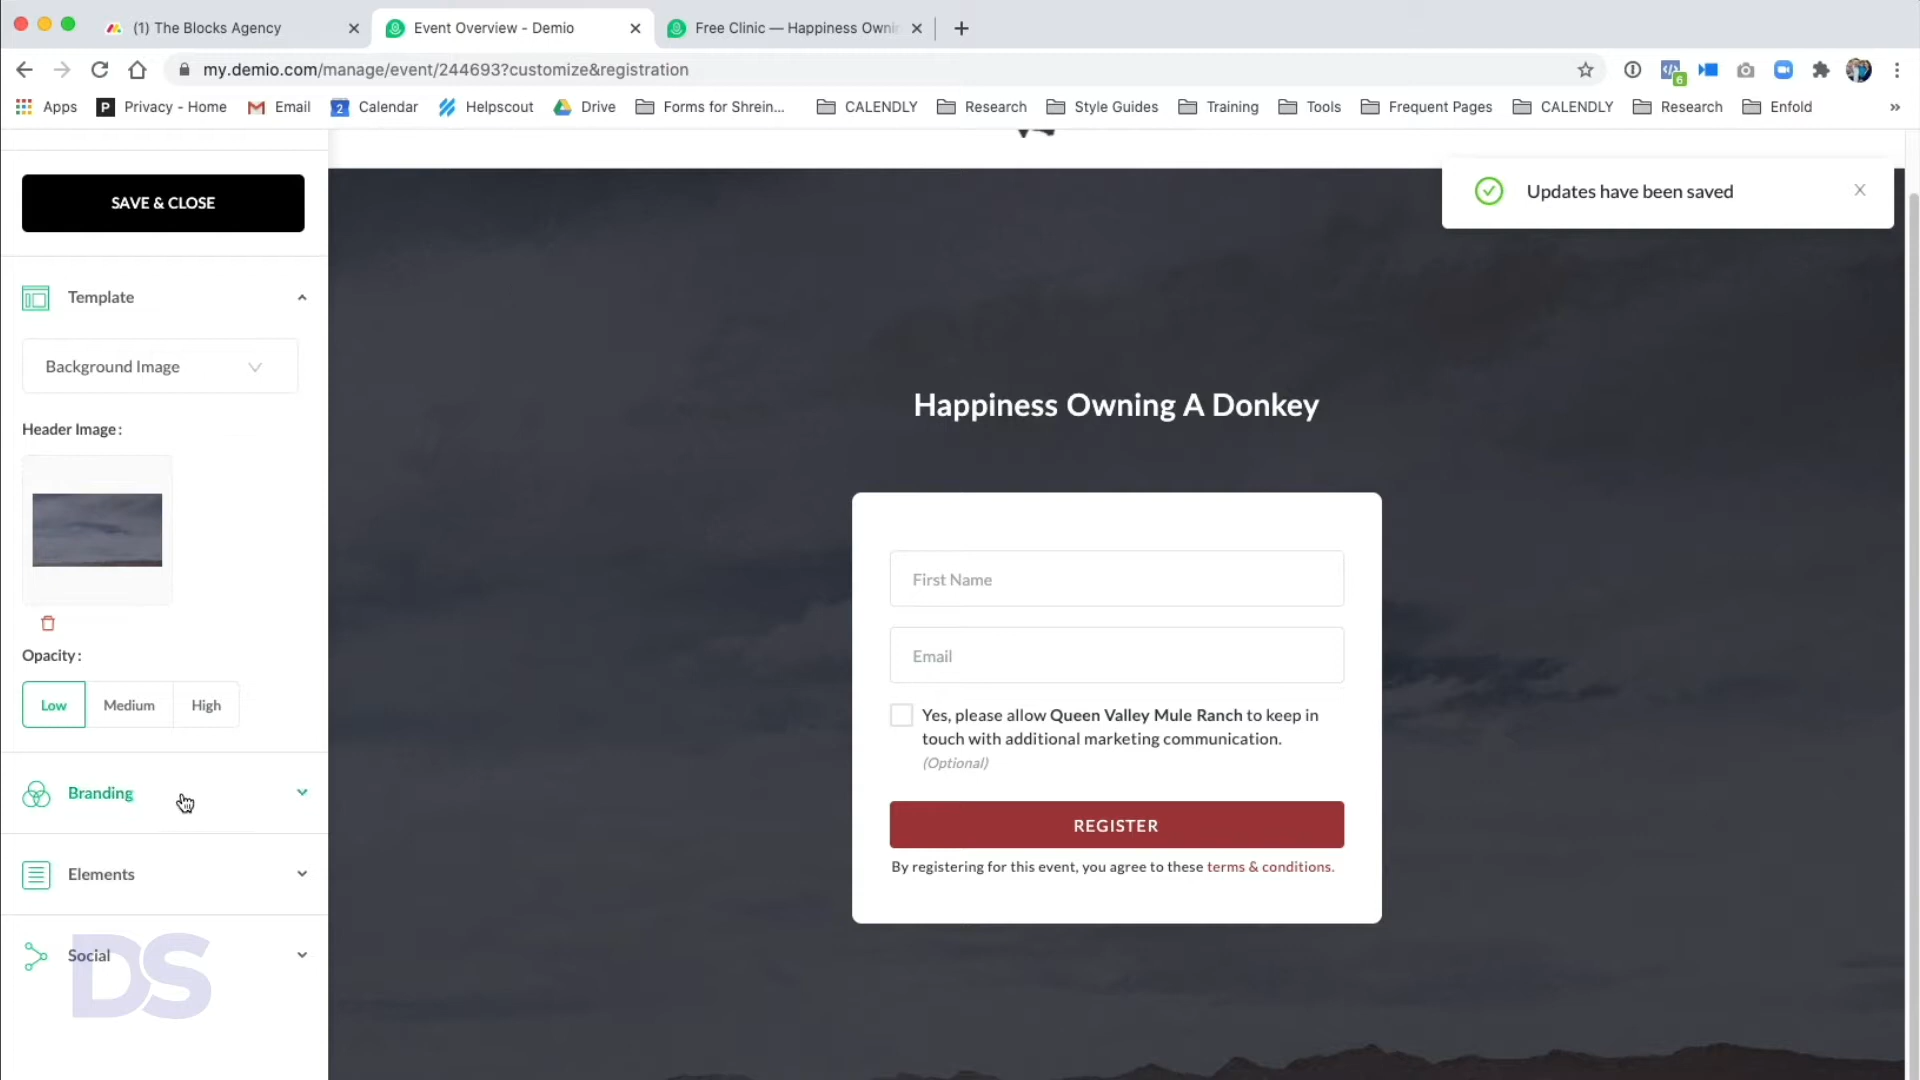 (1) The Blocks Agency
Event Overview - Demio
Free Clinic — Happiness Owni
my.demio.com/manage/event/244693?customize&registration
6
Apps
P
Privacy - Home
Email
2
Calendar
Helpscout
Drive
Forms for Shrein...
CALENDLY
Research
Style Guides
Training
Tools
Frequent Pages
CALENDLY
Research
Enfold
»
SAVE & CLOSE
Updates have been saved
Template
Background Image
Header Image:
Opacity:
Low
Medium
High
Branding
Elements
Social
DS
Happiness Owning A Donkey
First Name
Email
Yes, please allow Queen Valley Mule Ranch to keep in
touch with additional marketing communication.
(Optional)
REGISTER
By registering for this event, you agree to these terms & conditions.